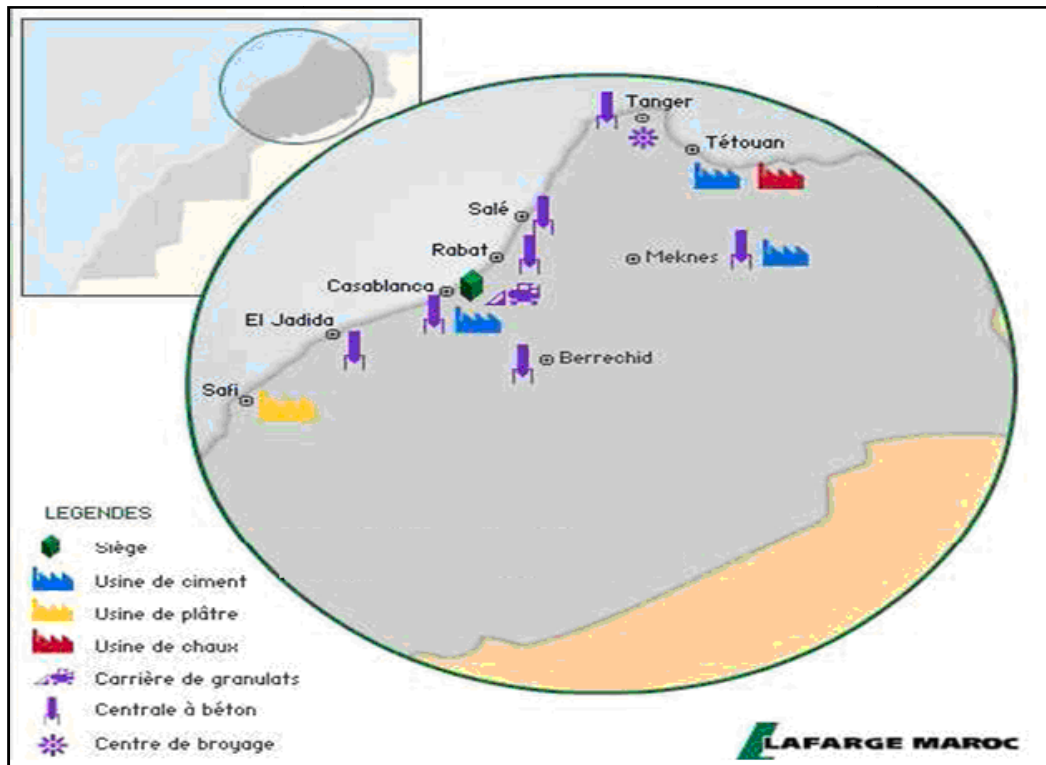 Tanger
Tétouan
Salé
Rabat
Meknes
Casablanca
El Jadida
Berrechid
Safi
LEGENDES
Siège
Usine de ciment
Usine de plâtre
Usine de chaux
Carrière de granulats
Centrale à béton
Centre de broyage
LAFARGE MAROC